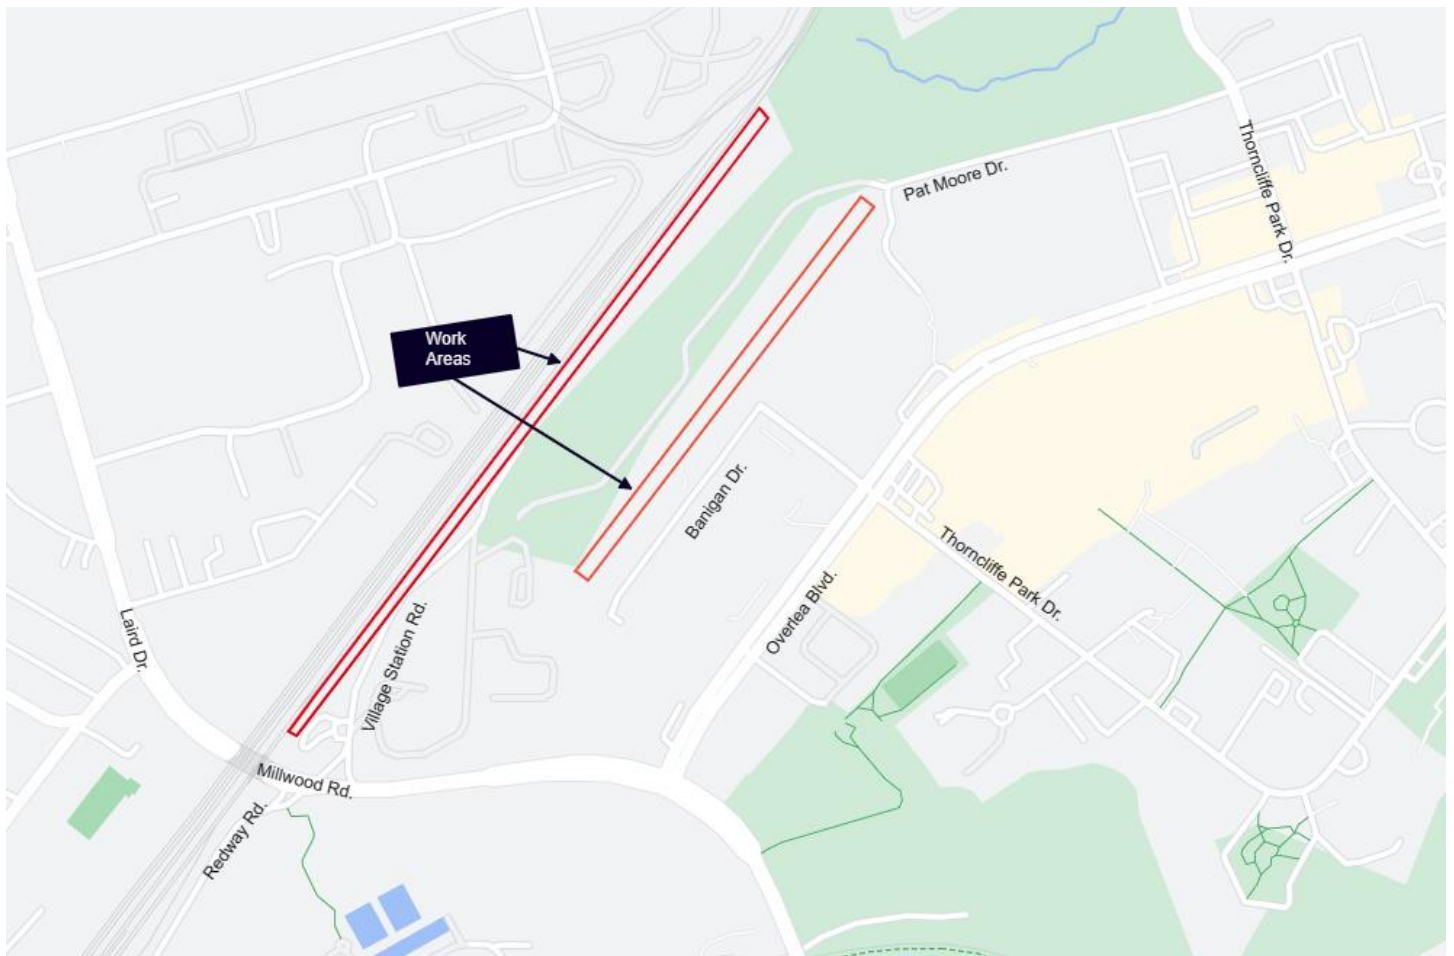 Thorncliffe Park Dr.
Pat Moore Dr.
Work
Areas
Banigan Dr.
Thorncliffe Park Dr.
Overlea Blvd.
Laird Dr.
Village Station Rd.
Millwood Rd.
Redway Rd.